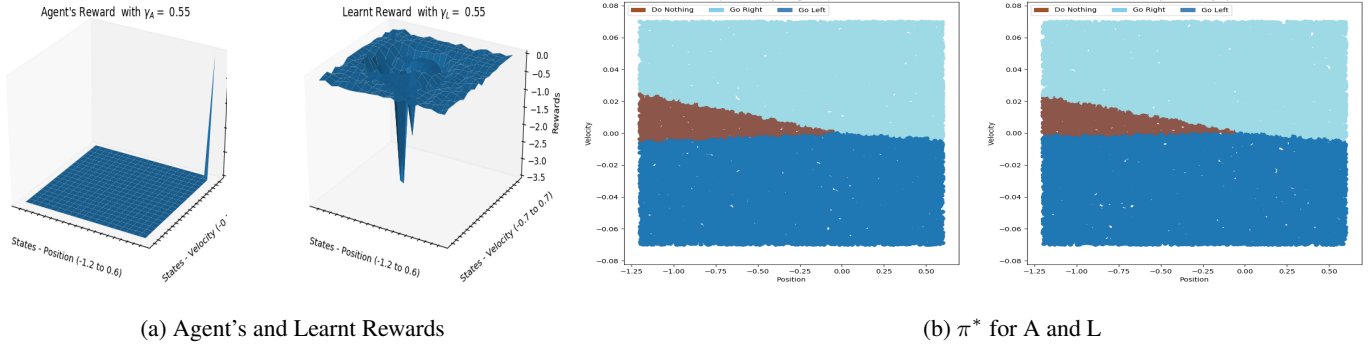 Agent's Reward with γ_A = 0.55
States - Position (-1.2 to 0.6)
States - Velocity (-0.
Learnt Reward with γ_L = 0.55
0.0
-0.5
-1.0
-1.5
-2.0
-2.5
-3.0
-3.5
Rewards
States - Position (-1.2 to 0.6)
States - Velocity (-0.7 to 0.7)
(a) Agent's and Learnt Rewards
Do Nothing Go Right Go Left
0.08
0.06
0.04
0.02
0.00
−0.02
−0.04
−0.06
−0.08
Velocity
−1.25 −1.00 −0.75 −0.50 −0.25 0.00 0.25 0.50
Position
Do Nothing Go Right Go Left
0.08
0.06
0.04
0.02
0.00
−0.02
−0.04
−0.06
−0.08
Velocity
−1.25 −1.00 −0.75 −0.50 −0.25 0.00 0.25 0.50
Position
(b) π* for A and L